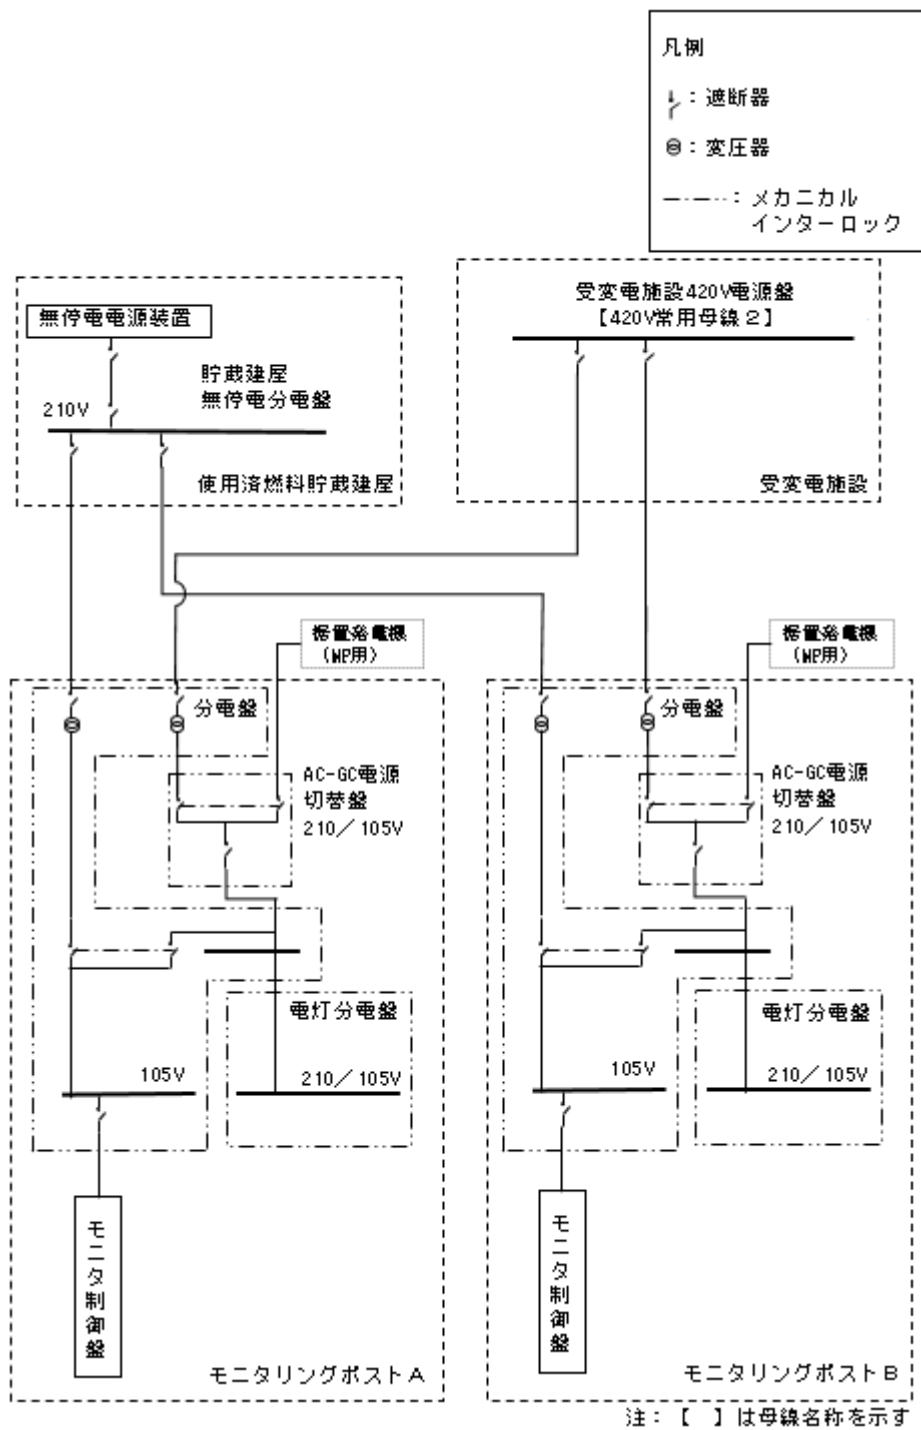 凡例
：遮断器
：変圧器
：メカニカル
インターロック
無停電電源装置
貯蔵建屋
無停電分電盤
210V
使用済燃料貯蔵建屋
受変電施設420V電源盤
【420V常用母線2】
受変電施設
据置発電機
(MP用)
分電盤
AC-GC電源
切替盤
210／105V
電灯分電盤
105V
210／105V
モニタ制御盤
モニタリングポストA
据置発電機
(MP用)
分電盤
AC-GC電源
切替盤
210／105V
電灯分電盤
105V
210／105V
モニタ制御盤
モニタリングポストB
注：【　】は母線名称を示す